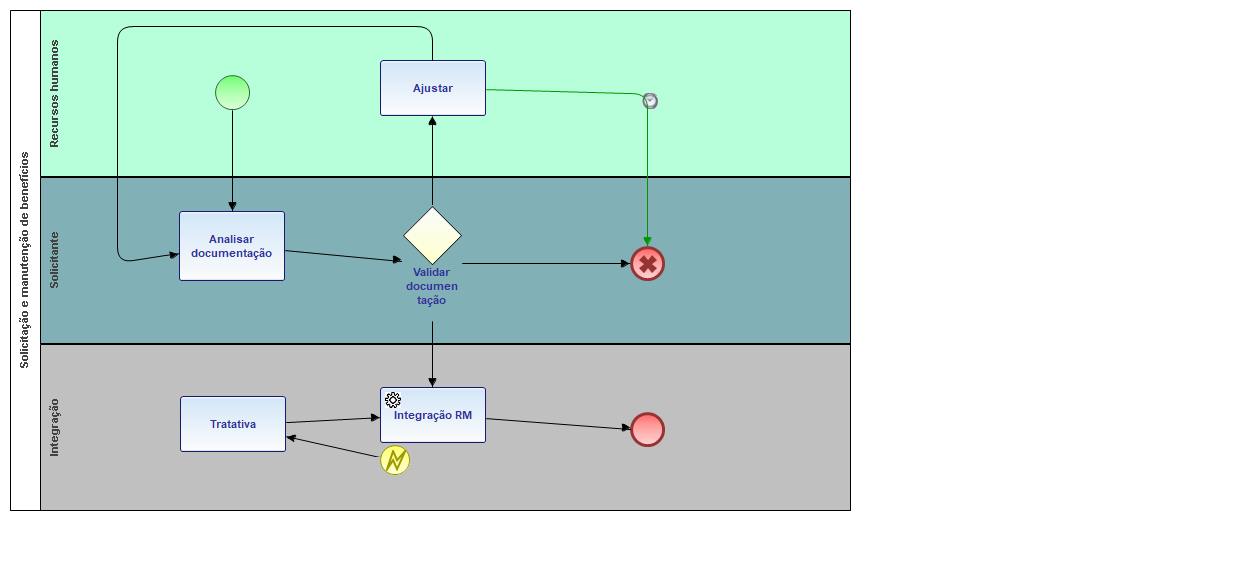 Solicitação e manutenção de benefícios
Recursos humanos
Ajustar
Solicitante
Analisar
documentação
Validar
documen
tação
Integração
Tratativa
Integração RM